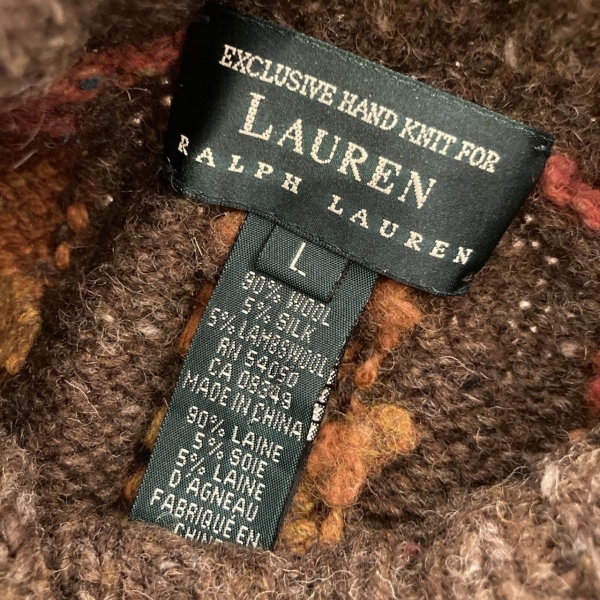 EXCLUSIVE HAND KNIT FOR
LAUREN
RALPH LAUREN
L
90% WOOL
5% SILK
5% LAMBSWOOL
RN 54050
CA 08549
MADE IN CHINA
90% LAINE
5% SOIE
5% LAINE
D'AGNEAU
FABRIQUÉ EN
CHINA